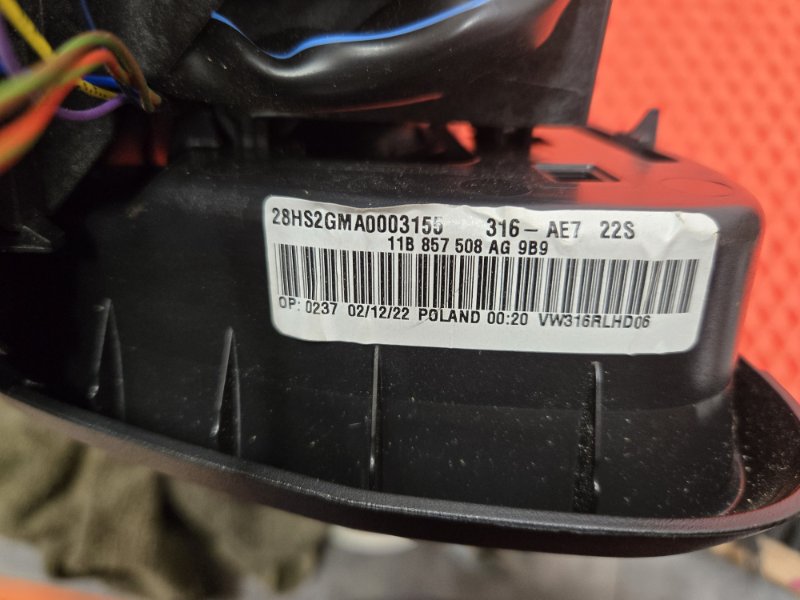 28HS2GMA0003155 316- AE7 22S
11B 857 508 AG 9B9
OP: 0237 02/12/22 POLAND 00:20 VW316RLHD06